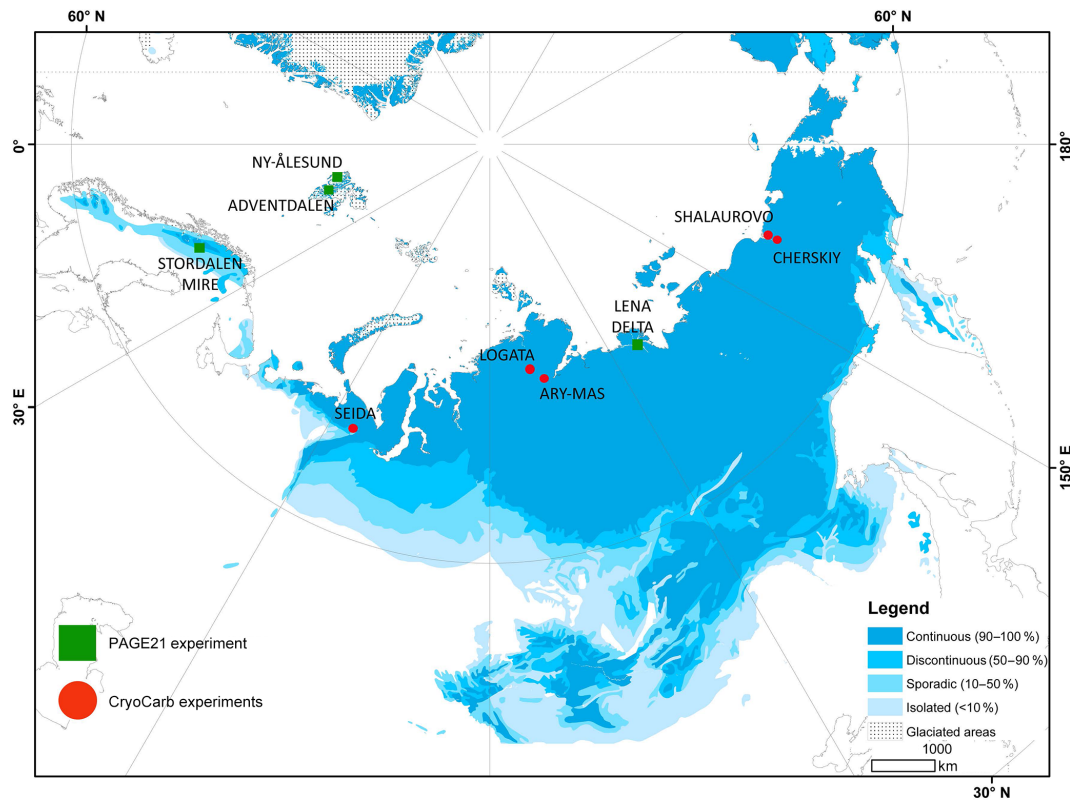 60° N
60° N
0°
180°
NY-ÅLESUND
ADVENTDALEN
STORDALEN
MIRE
SHALAUROVO
CHERSKIY
LENA
DELTA
LOGATA
ARY-MAS
SEIDA
30° E
150° E
PAGE21 experiment
CryoCarb experiments
Legend
Continuous (90–100 %)
Discontinuous (50–90 %)
Sporadic (10–50 %)
Isolated (<10 %)
Glaciated areas
1000
km
30° N